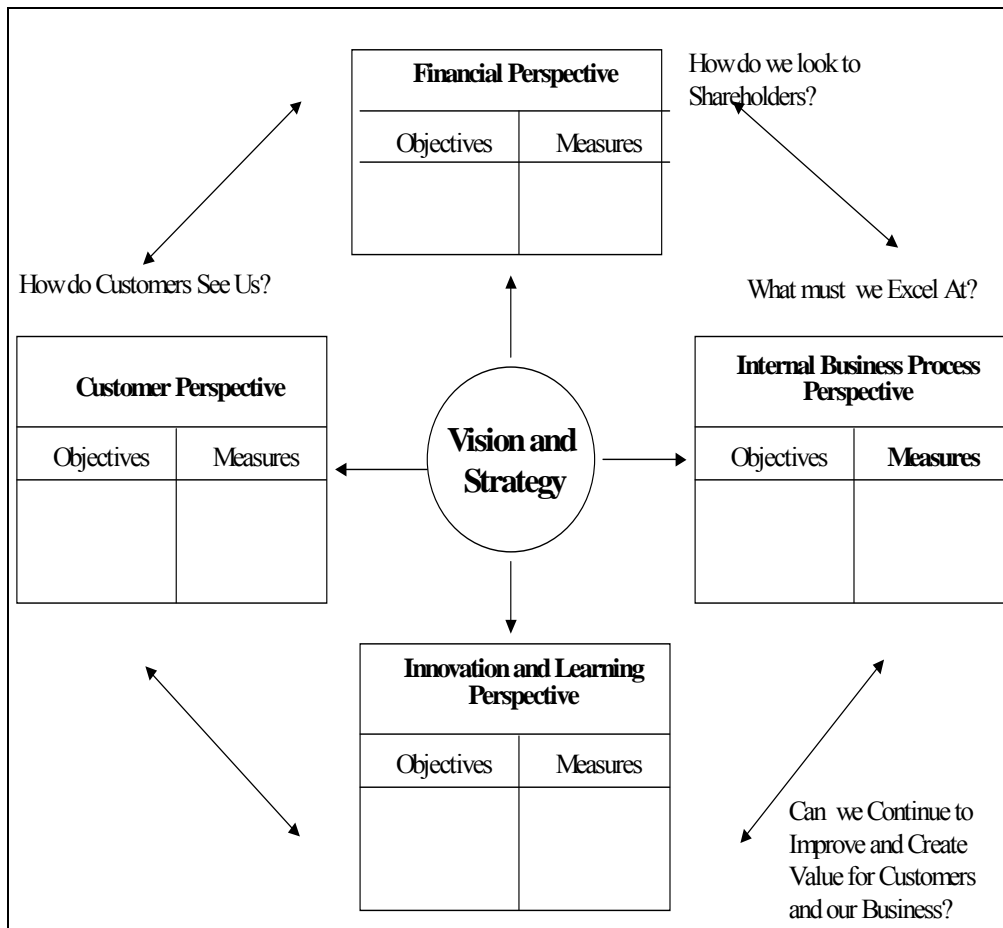 Financial Perspective
How do we look to
Shareholders?
Objectives Measures
How do Customers See Us?
What must we Excel At?
Customer Perspective
Internal Business Process
Perspective
Vision and
Strategy
Objectives Measures
Objectives Measures
Innovation and Learning
Perspective
Objectives Measures
Can we Continue to
Improve and Create
Value for Customers
and our Business?